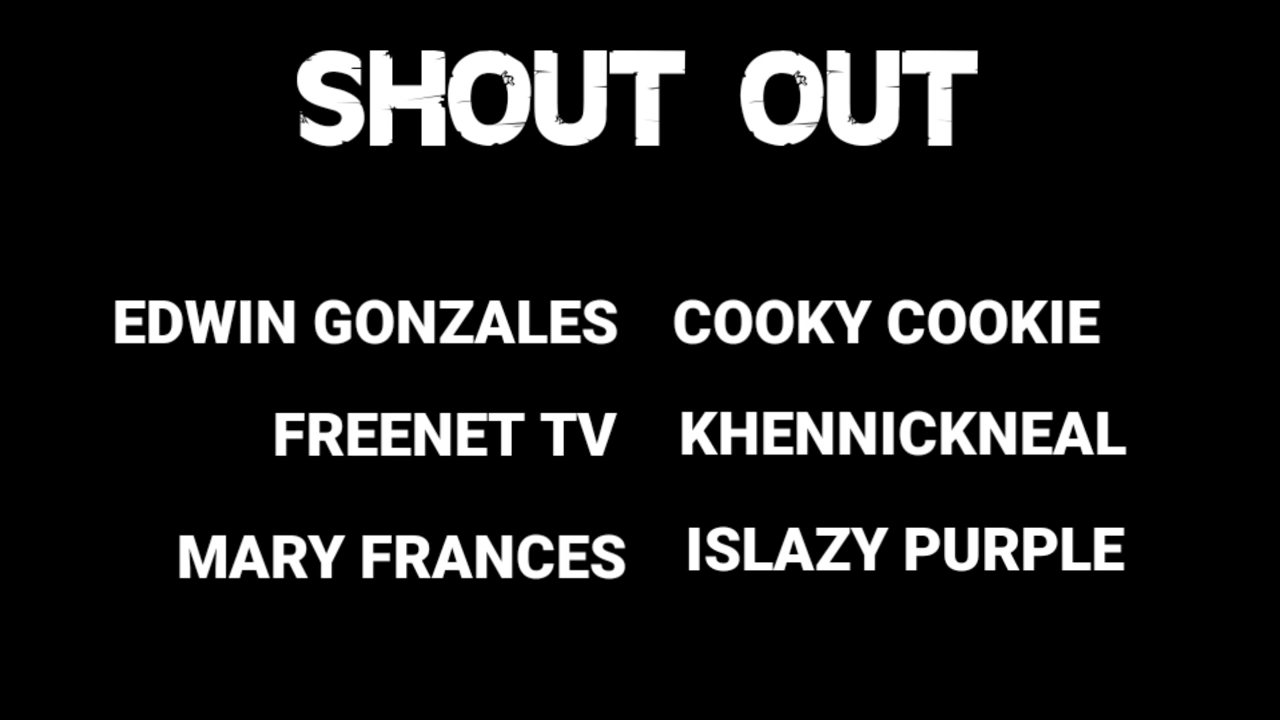 SHOUT OUT
EDWIN GONZALES
COOKY COOKIE
FREENET TV
KHENNICKNEAL
MARY FRANCES
ISLAZY PURPLE